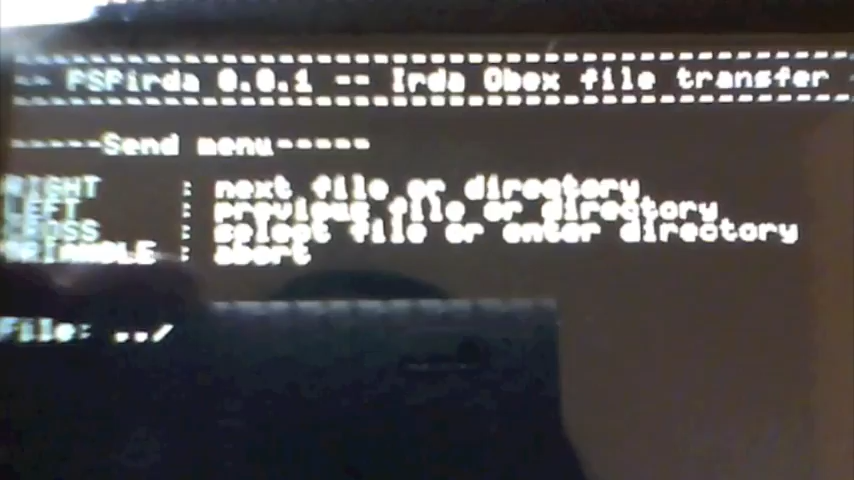 -- PSPirda 0.0.1 -- Irda Obex file transfer -
-----Send menu-----
RIGHT : next file or directory
LEFT : previous file or directory
CROSS : select file or enter directory
TRIANGLE : abort
File: ../